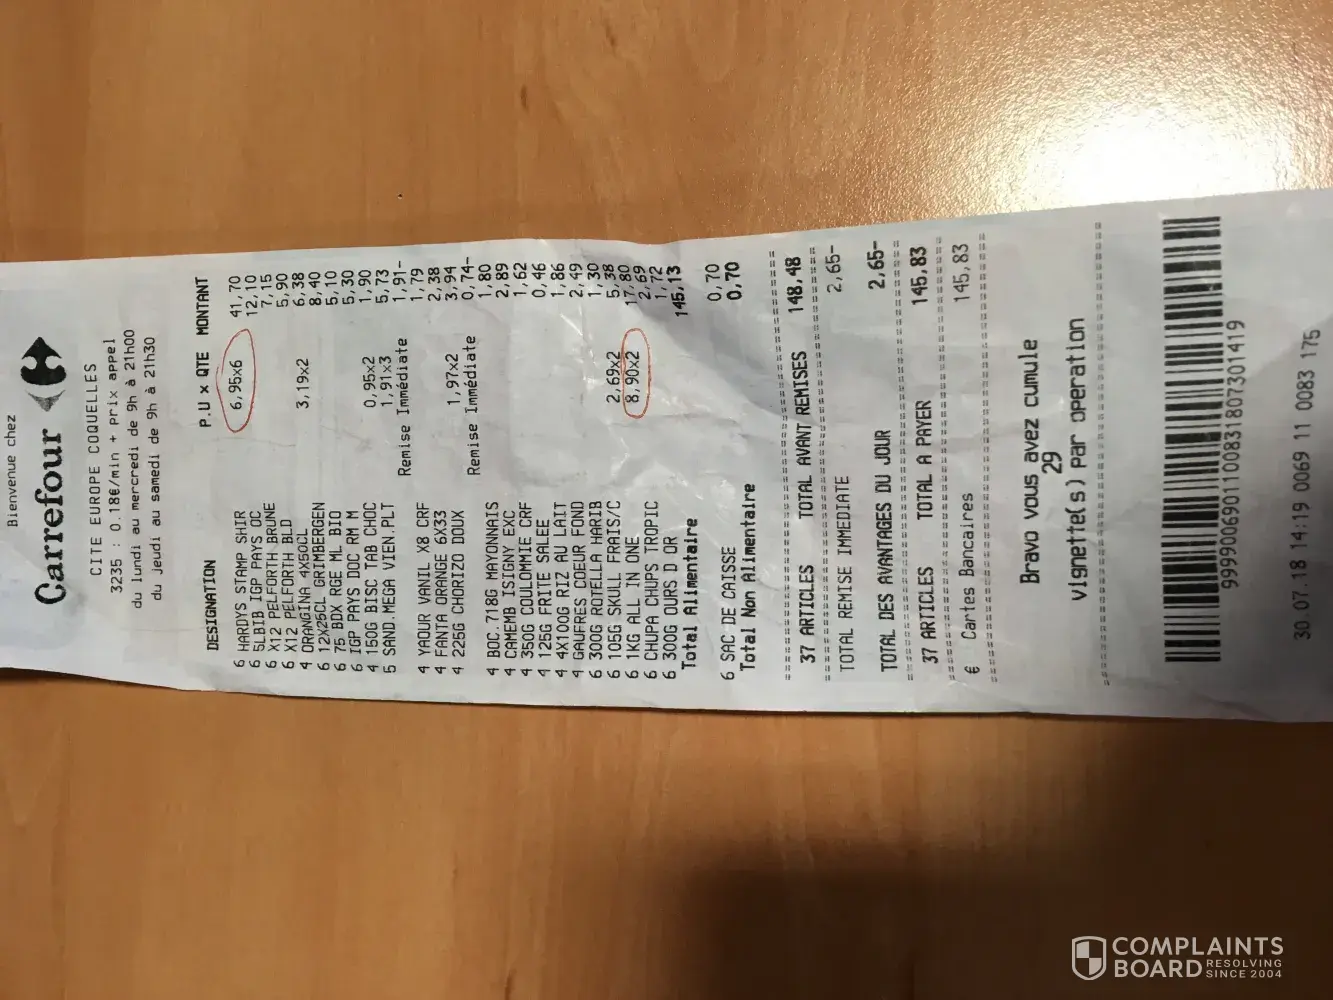 Bienvenue chez
Carrefour
CITE EUROPE COQUELLES
3235 : 0.18€/min + prix appel
du lundi au mercredi de 9h à 21h00
du jeudi au samedi de 9h à 21h30
DESIGNATION P.U x QTE MONTANT
6 HARDYS STAMP SHIR 6,95x6 41,70
6 5LBIB IGP PAYS OC 12,10
6 X12 PELFORTH BRUNE 7,15
6 X12 PELFORTH BLD 5,90
4 ORANGINA 4X50CL 3,19x2 6,38
6 12X25CL GRIMBERGEN 8,40
6 75 BDX RGE ML BIO 5,10
6 IGP PAYS DOC RM M 5,30
4 150G BISC TAB CHOC 0,95x2 1,90
5 SAND.MEGA VIEN.PLT 1,91x3 5,73
Remise Immédiate 1,91-
4 YAOUR VANIL X8 CRF 1,79
4 FANTA ORANGE 6X33 2,38
4 225G CHORIZO DOUX 1,97x2 3,94
Remise Immédiate 0,74-
4 BOC.718G MAYONNAIS 1,80
4 CAMEMB ISIGNY EXC 2,89
4 350G COULOMMIE CRF 1,62
4 125G FRITE SALEE 0,46
4 4X100G RIZ AU LAIT 1,86
4 GAUFRES COEUR FOND 2,49
6 300G ROTELLA HARIB 1,30
6 105G SKULL FRAIS/C 2,69x2 5,38
6 1KG ALL IN ONE 8,90x2 17,80
6 CHUPA CHUPS TROPIC 2,69
6 300G OURS D OR 1,72
Total Alimentaire 145,13
6 SAC DE CAISSE 0,70
Total Non Alimentaire 0,70
37 ARTICLES TOTAL AVANT REMISES 148,48
TOTAL REMISE IMMEDIATE 2,65-
TOTAL DES AVANTAGES DU JOUR 2,65-
37 ARTICLES TOTAL A PAYER 145,83
€ Cartes Bancaires 145,83
Bravo vous avez cumule
29
vignette(s) par operation
9999006901100831807301419
30.07.18 14:19 0069 11 0083 175
COMPLAINTS
BOARD RESOLVING
SINCE 2004